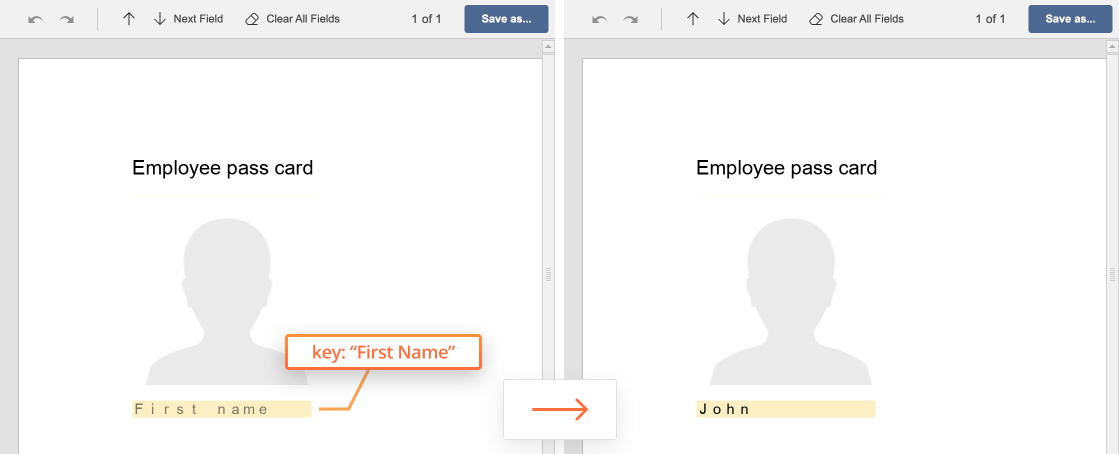 Next Field Clear All Fields 1 of 1 Save as...
Employee pass card
key: “First Name”
First name
Next Field Clear All Fields 1 of 1 Save as...
Employee pass card
John